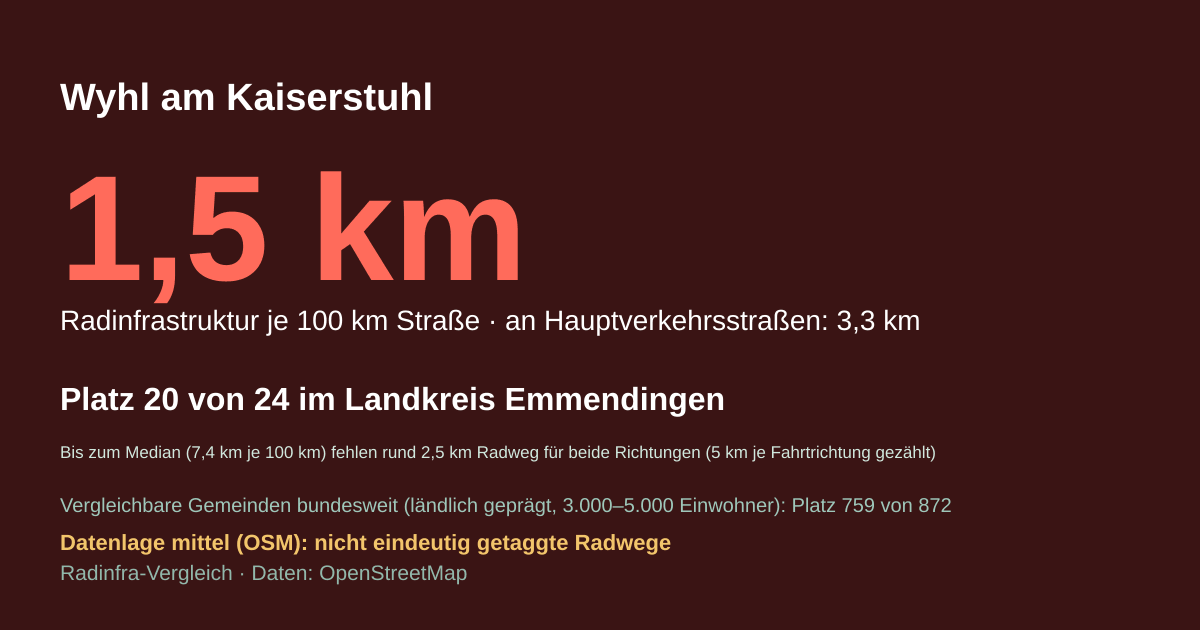 Wyhl am Kaiserstuhl
1,5 km
Radinfrastruktur je 100 km Straße · an Hauptverkehrsstraßen: 3,3 km
Platz 20 von 24 im Landkreis Emmendingen
Bis zum Median (7,4 km je 100 km) fehlen rund 2,5 km Radweg für beide Richtungen (5 km je Fahrtrichtung gezählt)
Vergleichbare Gemeinden bundesweit (ländlich geprägt, 3.000–5.000 Einwohner): Platz 759 von 872
Datenlage mittel (OSM): nicht eindeutig getaggte Radwege
Radinfra-Vergleich · Daten: OpenStreetMap